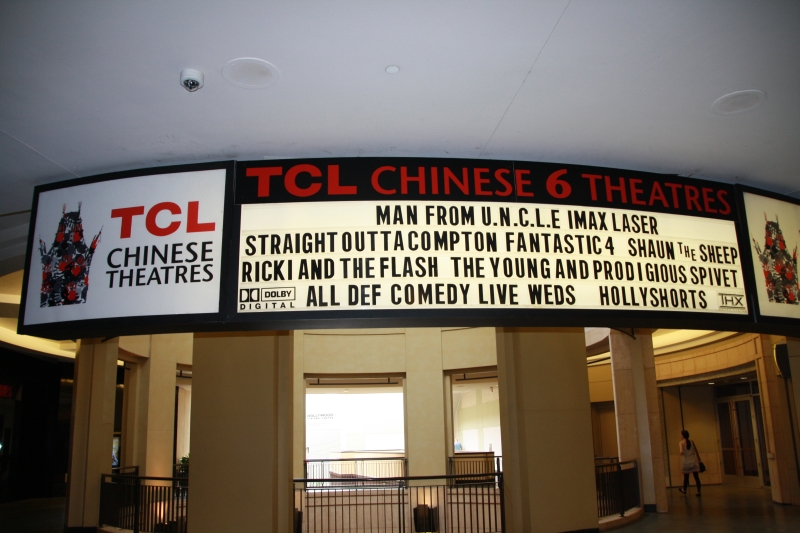 TCL
CHINESE
THEATRES
TCL CHINESE 6 THEATRES
MAN FROM U.N.C.L.E IMAX LASER
STRAIGHT OUTTA COMPTON FANTASTIC 4 SHAUN THE SHEEP
RICKI AND THE FLASH THE YOUNG AND PRODIGIOUS SPIVET
DOLBY
DIGITAL
ALL DEF COMEDY LIVE WEDS HOLLYSHORTS
THX